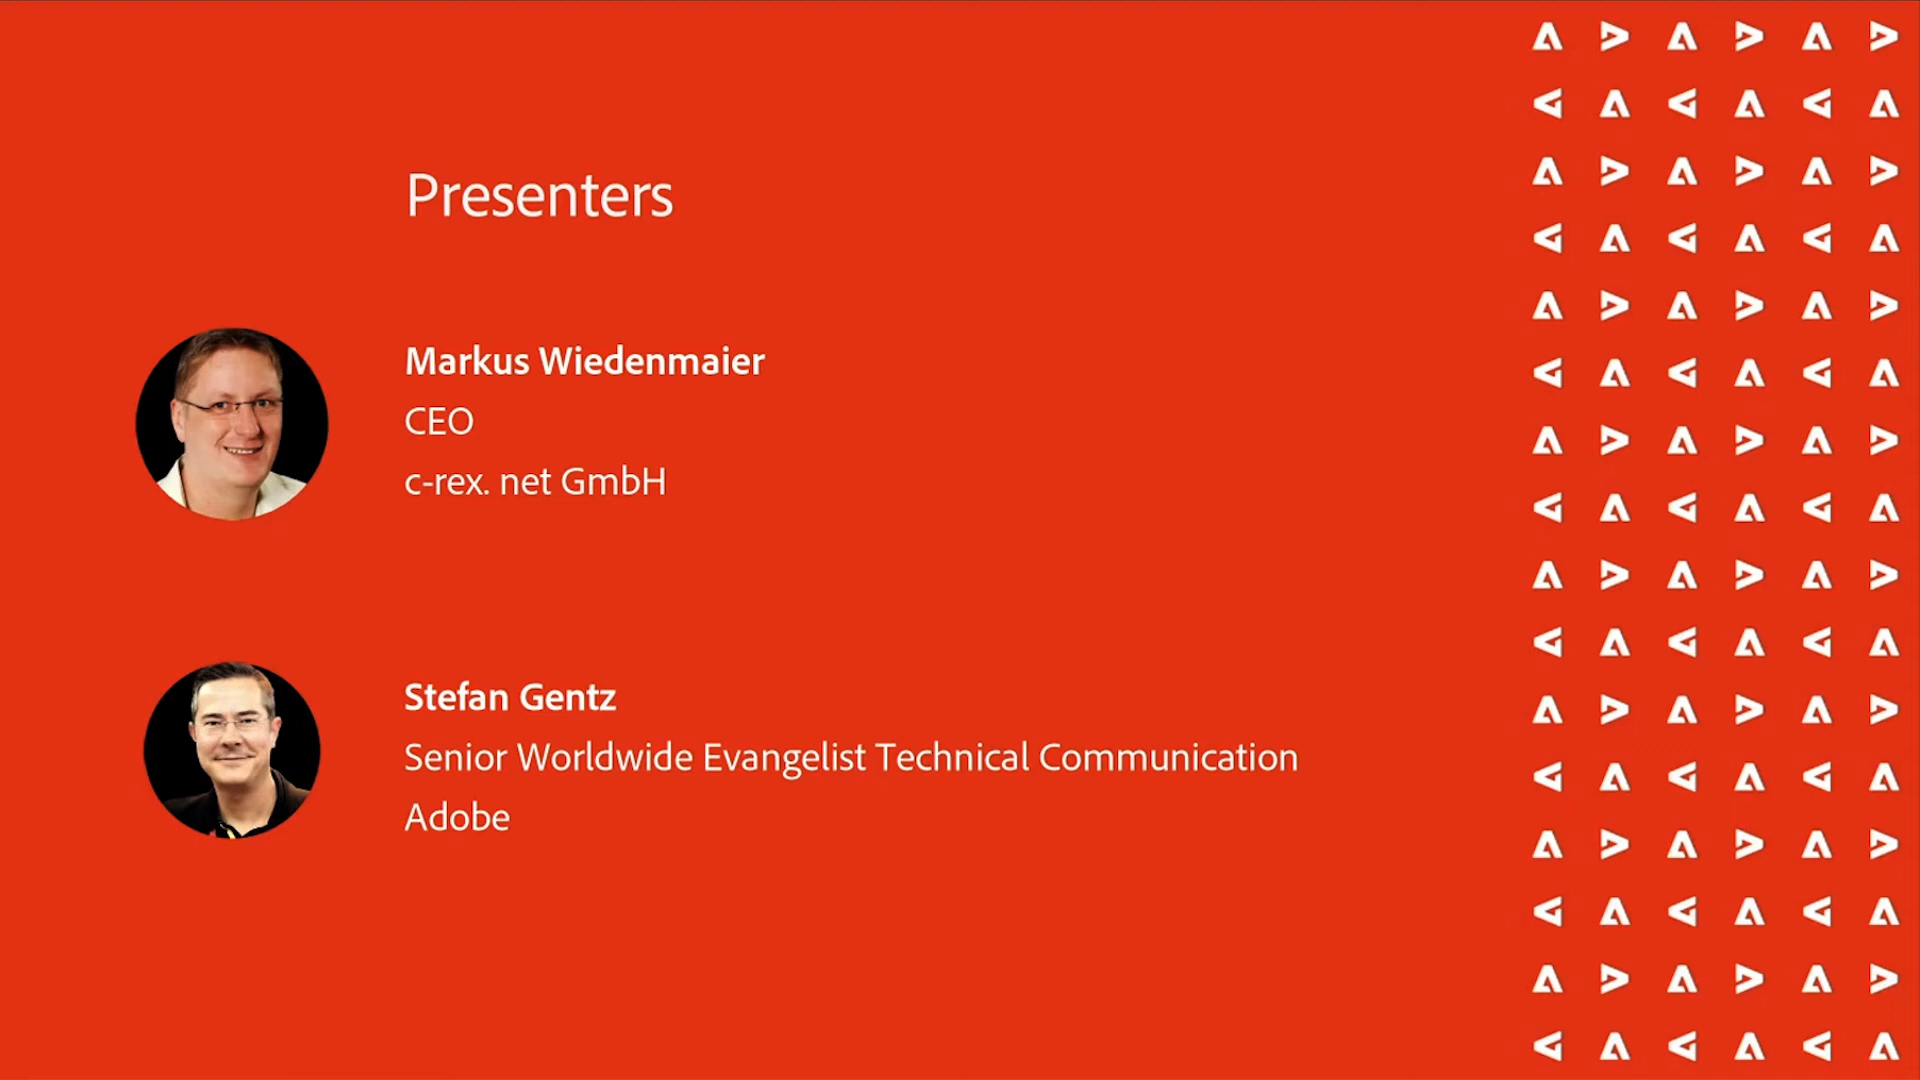 Presenters
Markus Wiedenmaier
CEO
c-rex. net GmbH
Stefan Gentz
Senior Worldwide Evangelist Technical Communication
Adobe